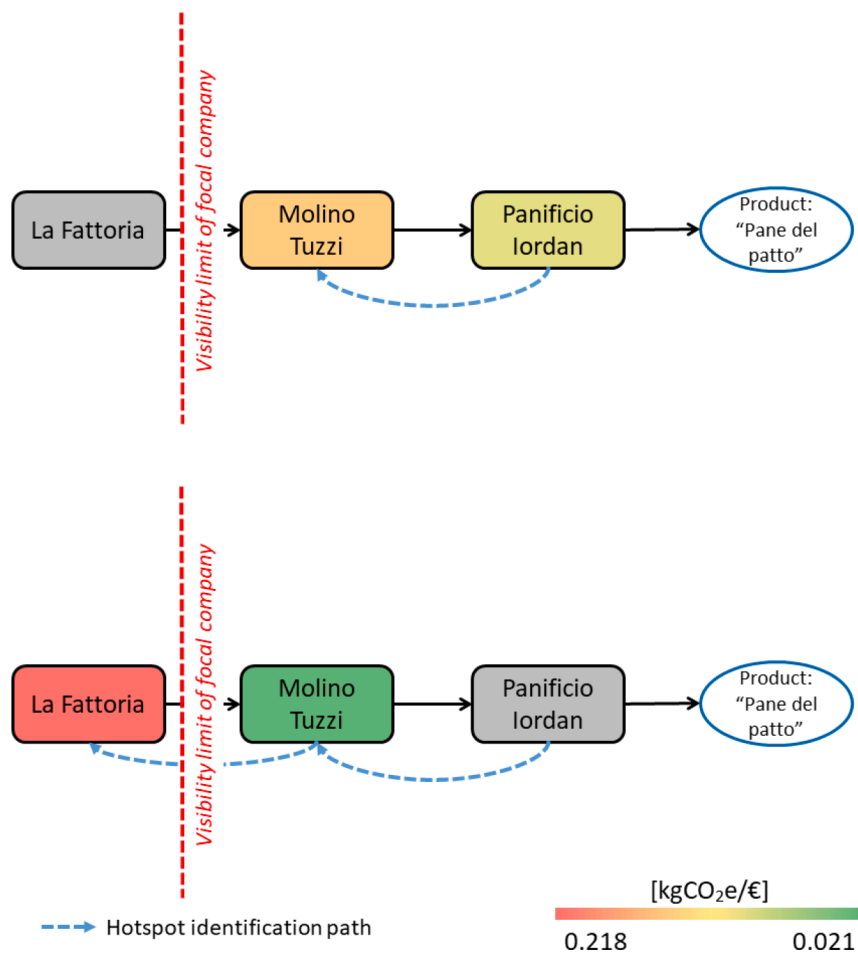 Visibility limit of focal company
La Fattoria
Molino
Tuzzi
Panificio
Iordan
Product:
“Pane del
patto”
Visibility limit of focal company
La Fattoria
Molino
Tuzzi
Panificio
Iordan
Product:
“Pane del
patto”
[kgCO₂e/€]
Hotspot identification path
0.218
0.021